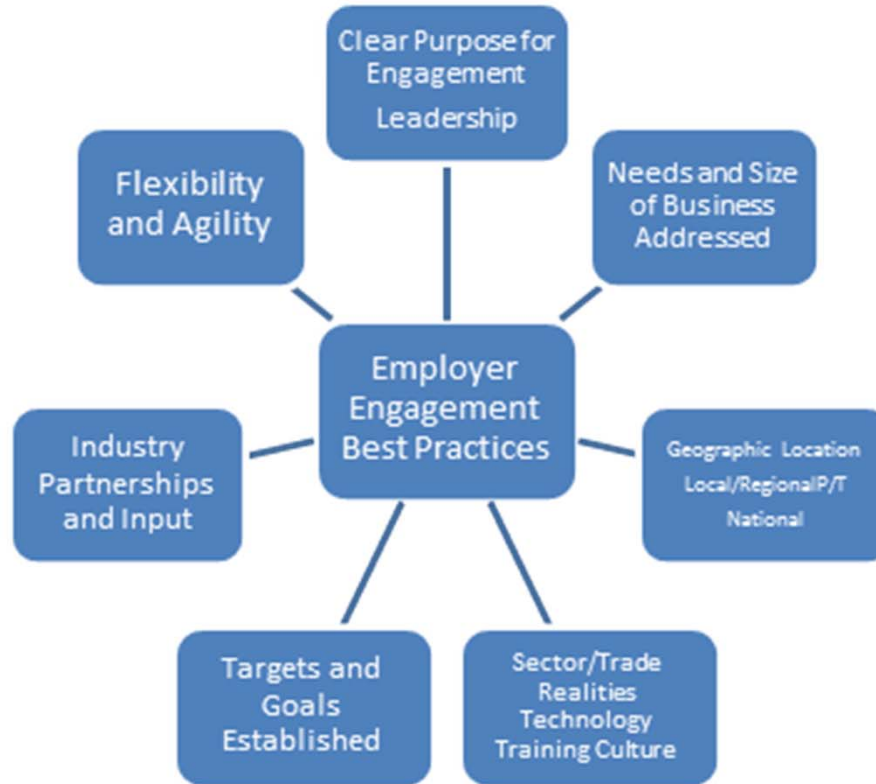 Clear Purpose for
Engagement
Leadership
Flexibility
and Agility
Needs and Size
of Business
Addressed
Employer
Engagement
Best Practices
Industry
Partnerships
and Input
Geographic Location
Local/RegionalP/T
National
Targets and
Goals
Established
Sector/Trade
Realities
Technology
Training Culture